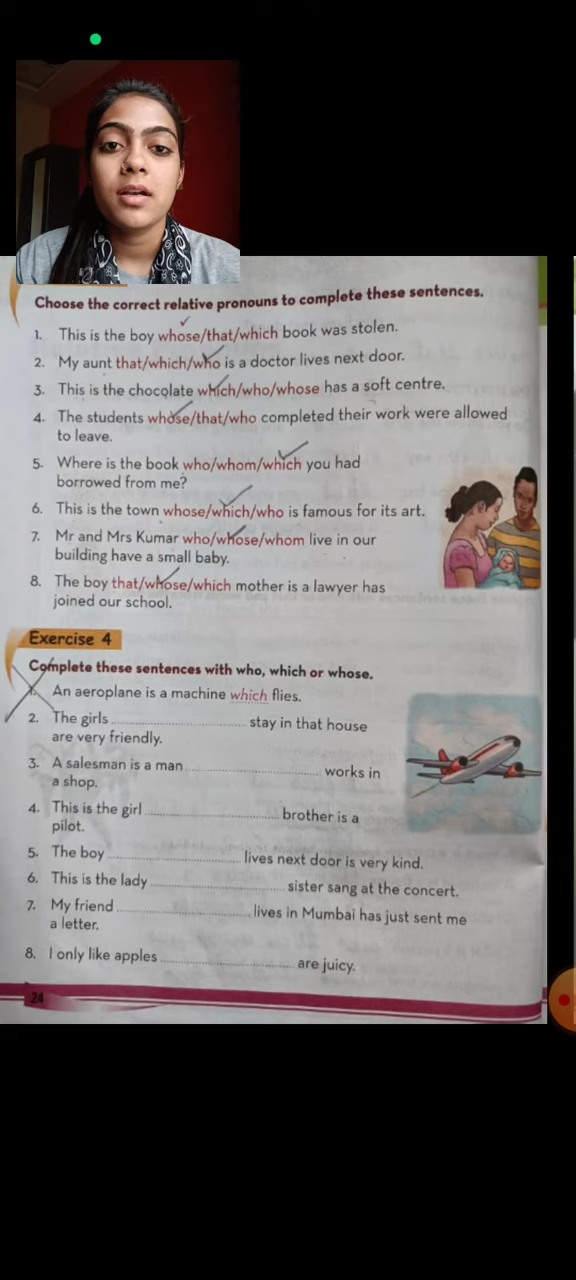 Choose the correct relative pronouns to complete these sentences.
1. This is the boy whose/that/which book was stolen.
2. My aunt that/which/who is a doctor lives next door.
3. This is the chocolate which/who/whose has a soft centre.
4. The students whose/that/who completed their work were allowed
to leave.
5. Where is the book who/whom/which you had
borrowed from me?
6. This is the town whose/which/who is famous for its art.
7. Mr and Mrs Kumar who/whose/whom live in our
building have a small baby.
8. The boy that/whose/which mother is a lawyer has
joined our school.
Exercise 4
Complete these sentences with who, which or whose.
1. An aeroplane is a machine which flies.
2. The girls ........................ stay in that house
are very friendly.
3. A salesman is a man ........................ works in
a shop.
4. This is the girl ........................ brother is a
pilot.
5. The boy ........................ lives next door is very kind.
6. This is the lady ........................ sister sang at the concert.
7. My friend ........................ lives in Mumbai has just sent me
a letter.
8. I only like apples ........................ are juicy.
24